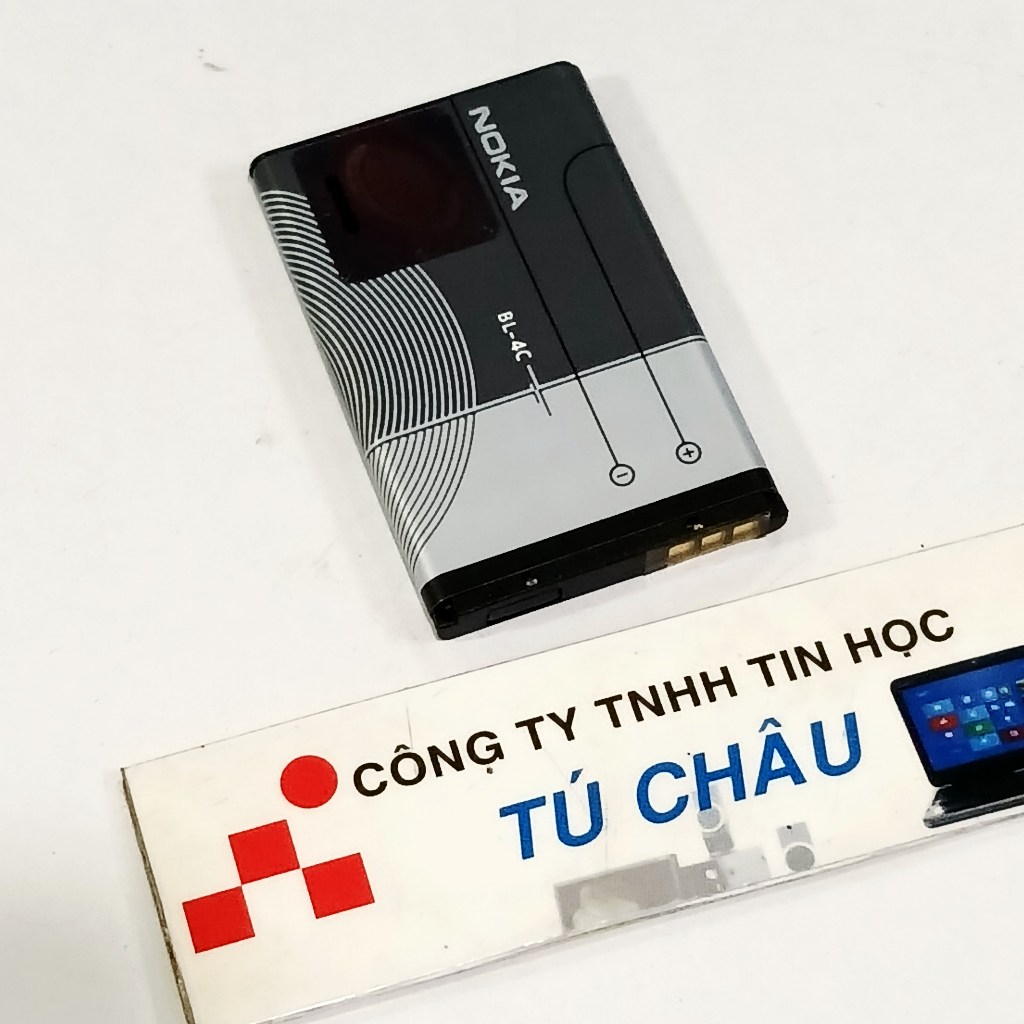 NOKIA
BL-4C
CÔNG TY TNHH TIN HỌC
TÚ CHÂU